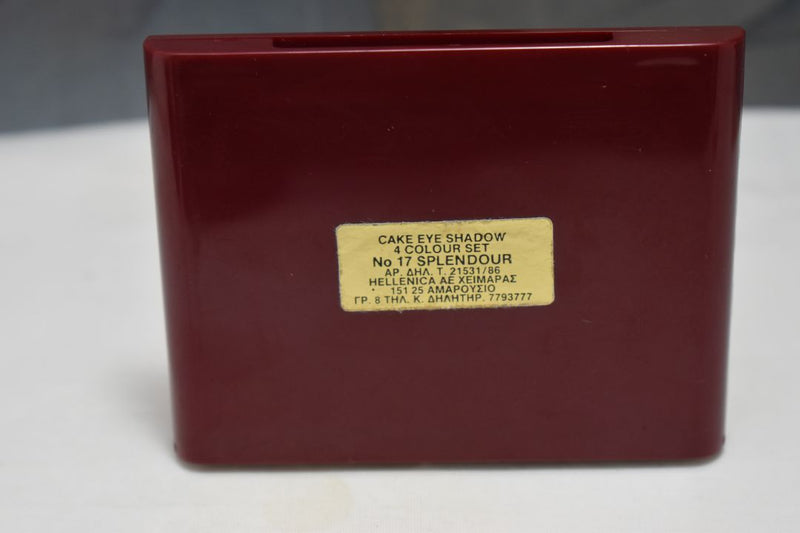 CAKE EYE SHADOW
4 COLOUR SET
No 17 SPLENDOUR
ΑΡ. ΔΗΛ. Τ. 21531/86
HELLENICA ΑΕ ΧΕΙΜΑΡΑΣ
151 25 ΑΜΑΡΟΥΣΙΟ
ΓΡ. 8 ΤΗΛ. Κ. ΔΗΛΗΤΗΡ. 7793777